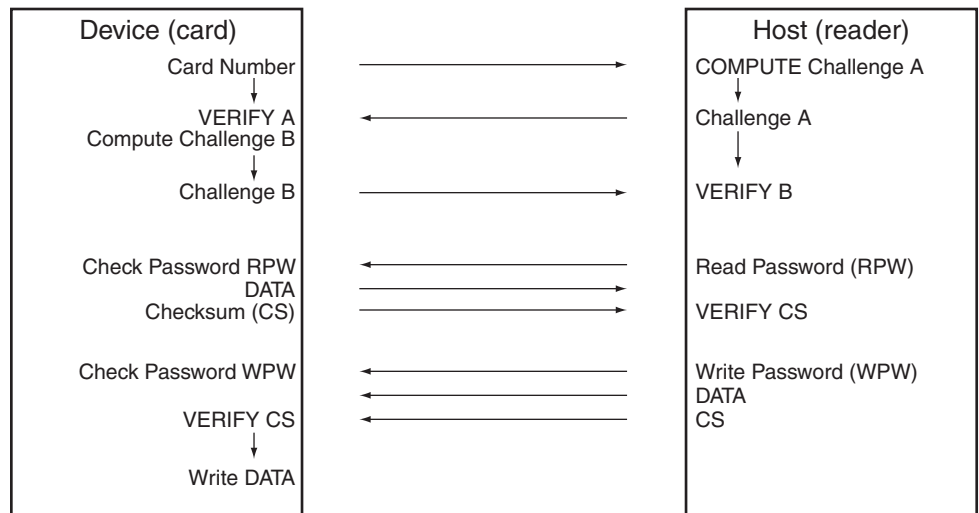 Device (card)
Host (reader)
Card Number
COMPUTE Challenge A
VERIFY A
Challenge A
Compute Challenge B
Challenge B
VERIFY B
Check Password RPW
Read Password (RPW)
DATA
Checksum (CS)
VERIFY CS
Check Password WPW
Write Password (WPW)
DATA
VERIFY CS
CS
Write DATA